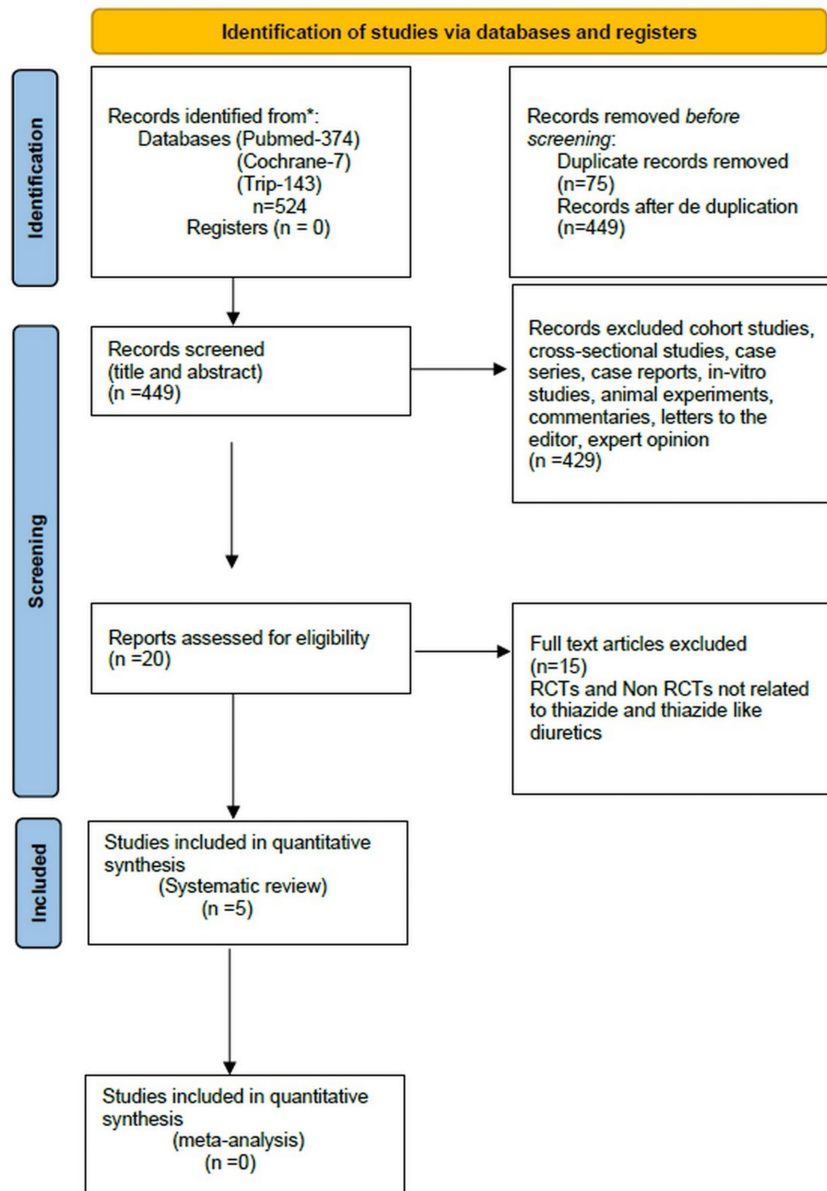 Identification of studies via databases and registers
Identification
Records identified from*:
Databases (Pubmed-374)
(Cochrane-7)
(Trip-143)
n=524
Registers (n = 0)
Records removed before
screening:
Duplicate records removed
(n=75)
Records after de duplication
(n=449)
Screening
Records screened
(title and abstract)
(n =449)
Records excluded cohort studies,
cross-sectional studies, case
series, case reports, in-vitro
studies, animal experiments,
commentaries, letters to the
editor, expert opinion
(n =429)
Reports assessed for eligibility
(n =20)
Full text articles excluded
(n=15)
RCTs and Non RCTs not related
to thiazide and thiazide like
diuretics
Included
Studies included in quantitative
synthesis
(Systematic review)
(n =5)
Studies included in quantitative
synthesis
(meta-analysis)
(n =0)